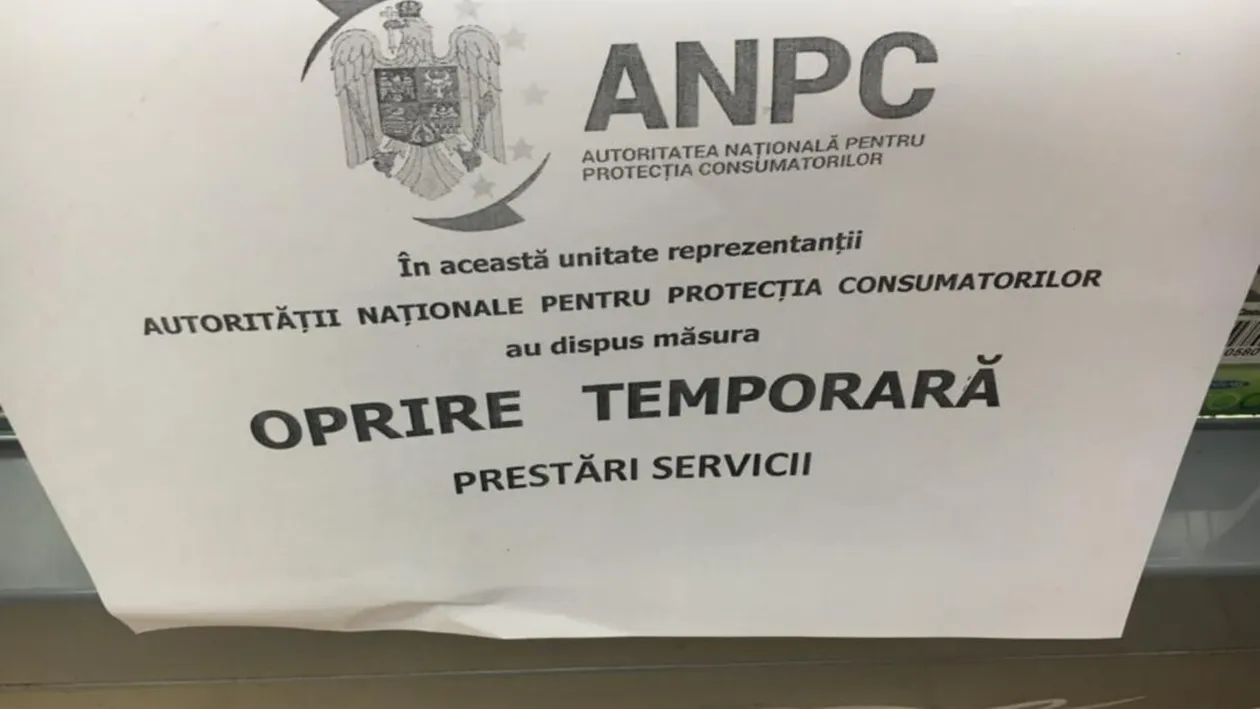 ANPC
AUTORITATEA NAȚIONALĂ PENTRU
PROTECȚIA CONSUMATORILOR
În această unitate reprezentanții
AUTORITĂȚII NAȚIONALE PENTRU PROTECȚIA CONSUMATORILOR
au dispus măsura
OPRIRE TEMPORARĂ
PRESTĂRI SERVICII